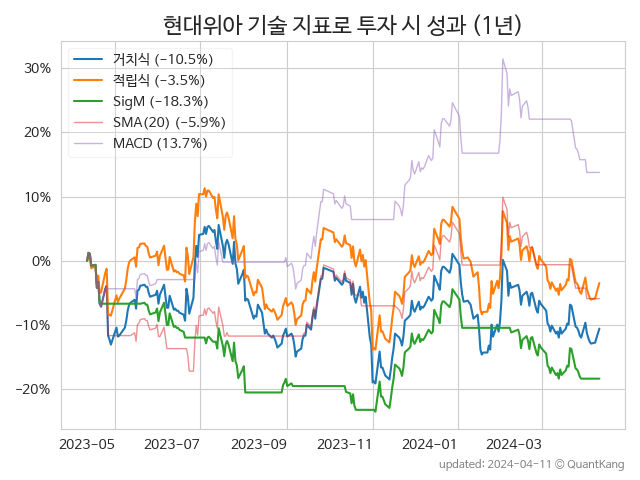 현대위아 기술 지표로 투자 시 성과 (1년)
거치식 (−10.5%)
적립식 (−3.5%)
SigM (−18.3%)
SMA(20) (−5.9%)
MACD (13.7%)
30%
20%
10%
0%
−10%
−20%
2023−05 2023−07 2023−09 2023−11 2024−01 2024−03
updated: 2024-04-11 © QuantKang